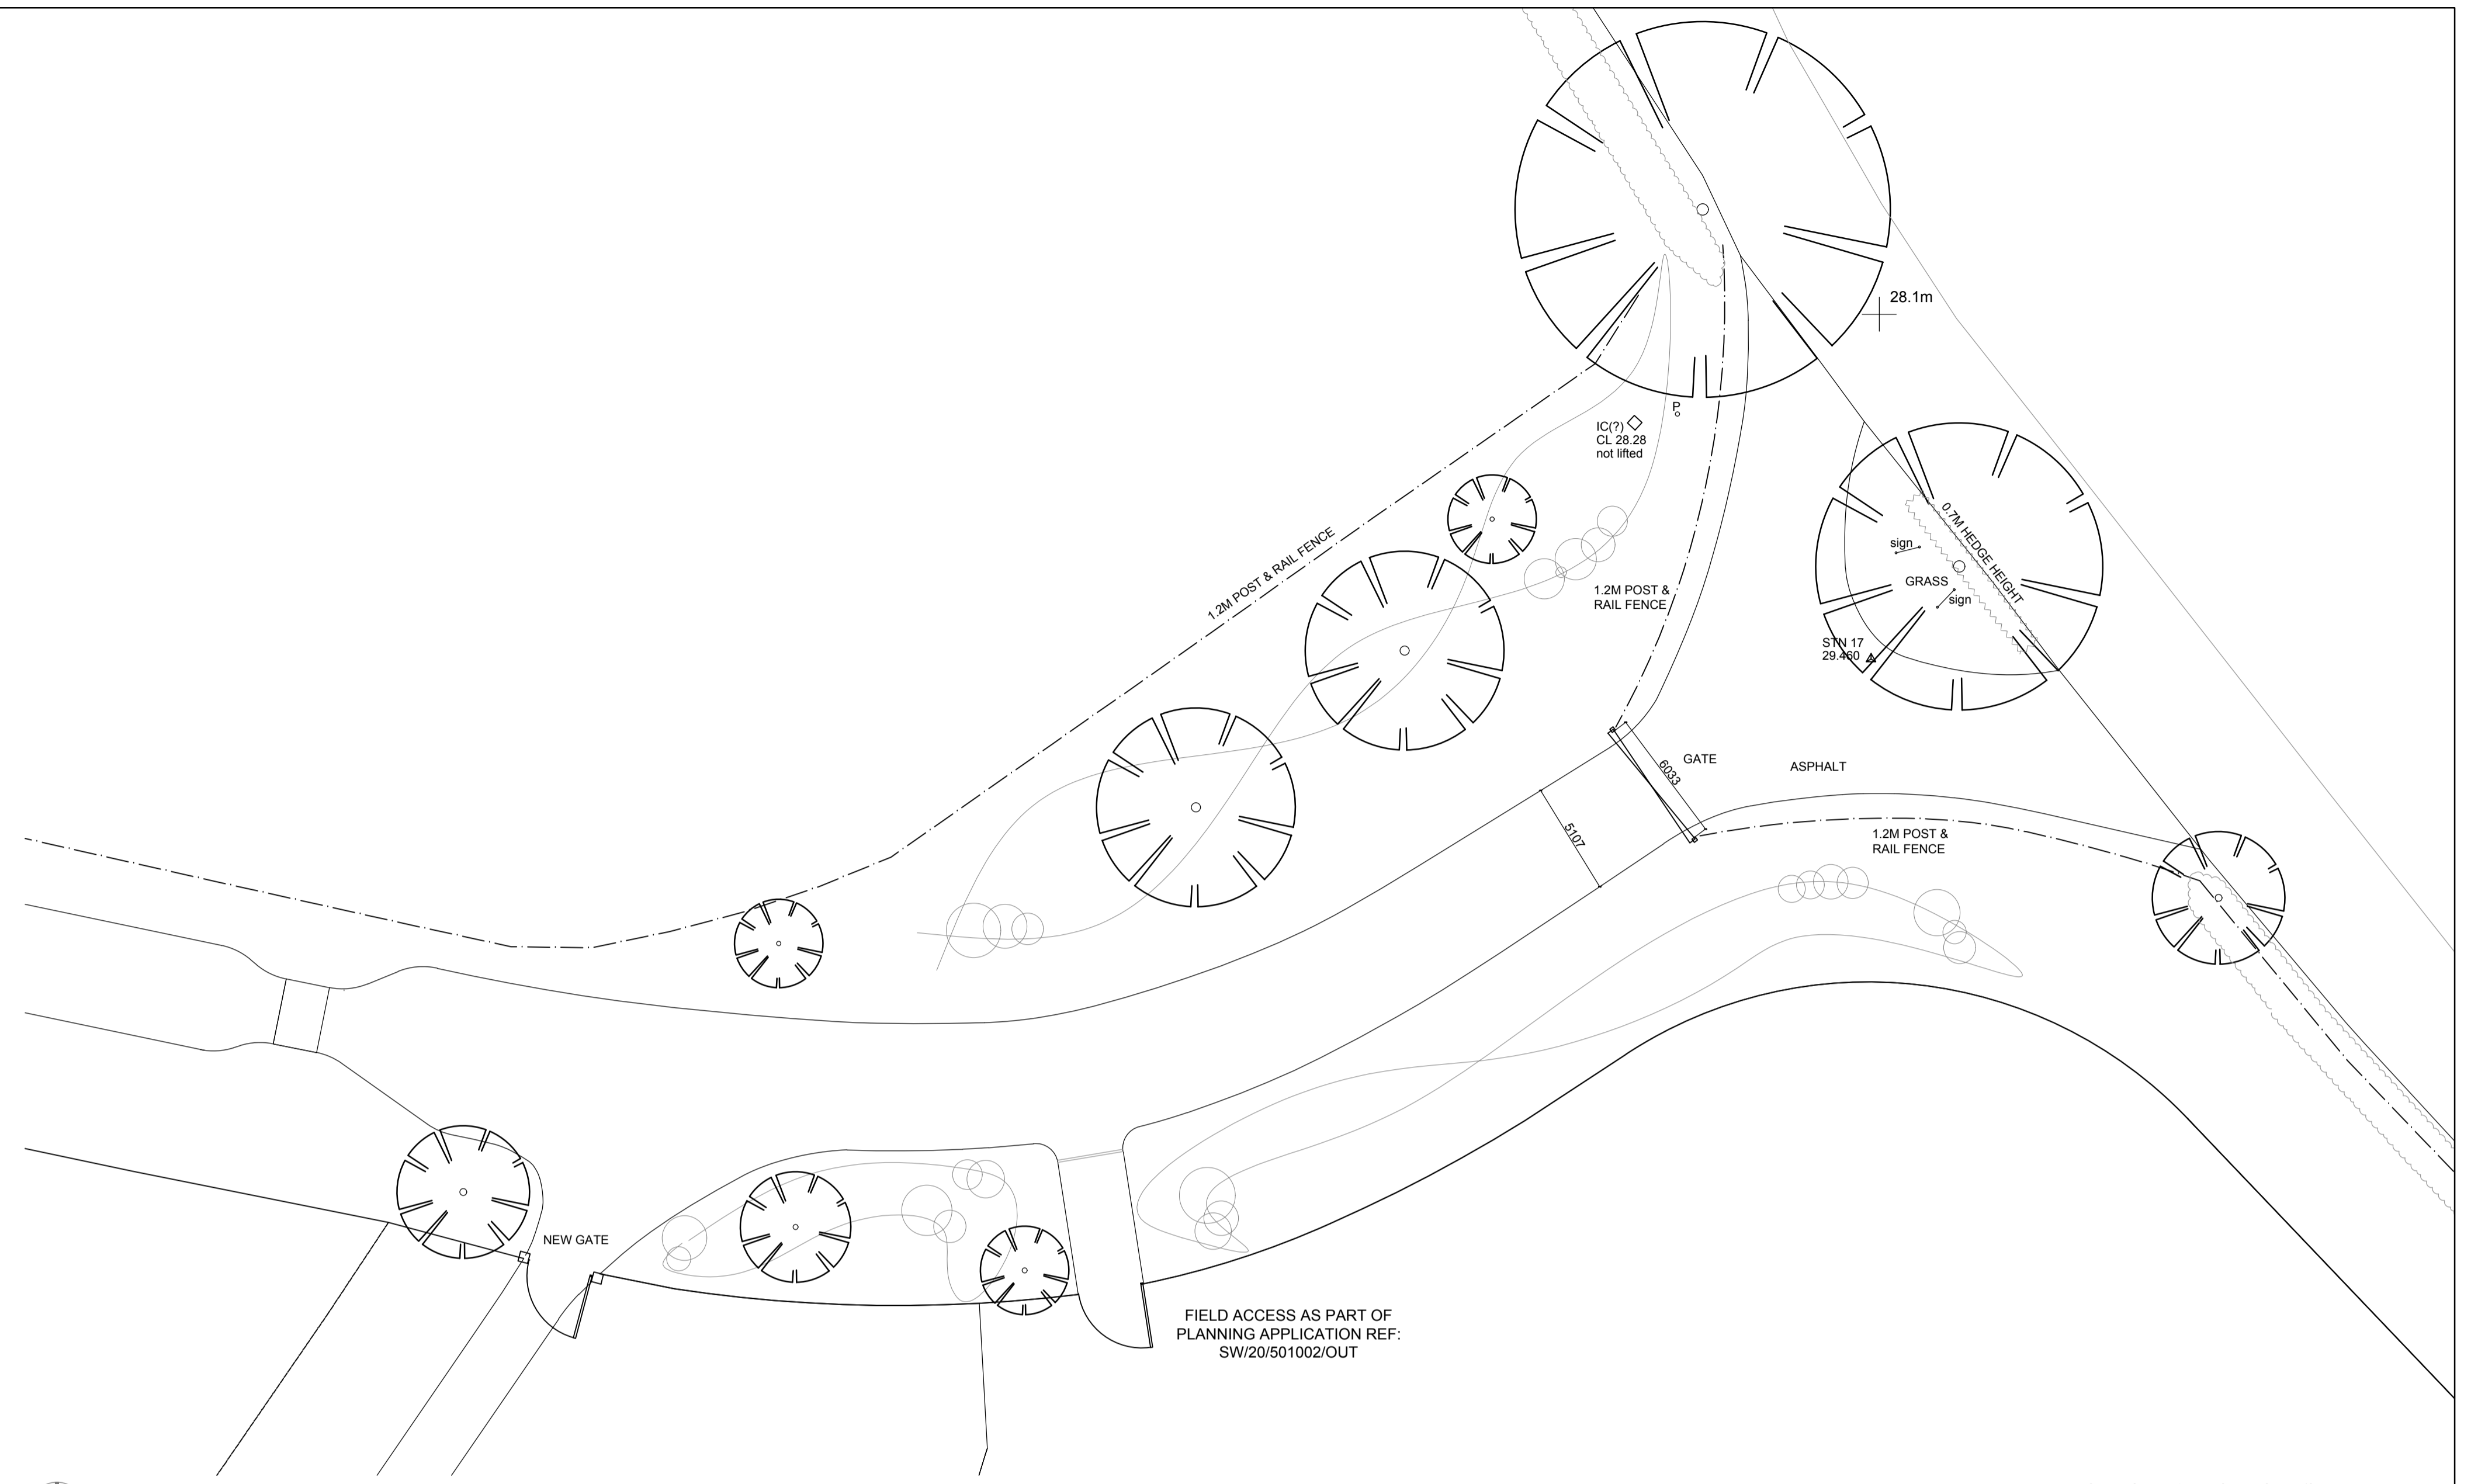 28.1m
P
IC(?)
CL 28.28
not lifted
0.7M HEDGE HEIGHT
sign
GRASS
sign
1.2M POST & RAIL FENCE
1.2M POST &
RAIL FENCE
STN 17
29.460
6033
GATE
ASPHALT
5107
1.2M POST &
RAIL FENCE
NEW GATE
FIELD ACCESS AS PART OF
PLANNING APPLICATION REF:
SW/20/501002/OUT